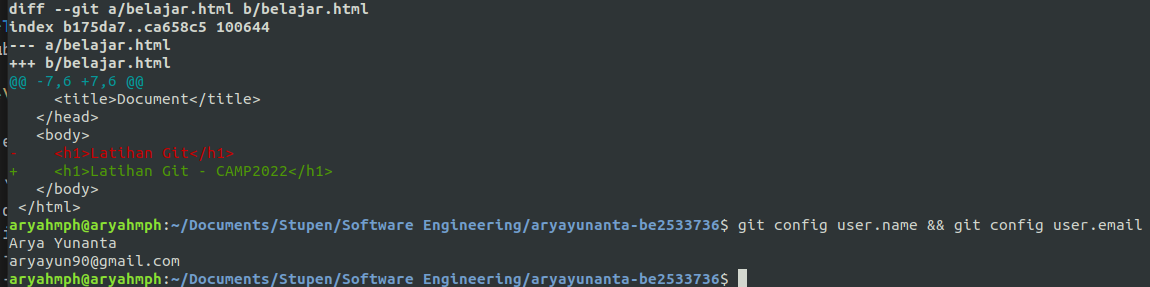 diff --git a/belajar.html b/belajar.html
index b175da7..ca658c5 100644
--- a/belajar.html
+++ b/belajar.html
@@ -7,6 +7,6 @@
     <title>Document</title>
   </head>
   <body>
-    <h1>Latihan Git</h1>
+    <h1>Latihan Git - CAMP2022</h1>
   </body>
 </html>
aryahmph@aryahmph:~/Documents/Stupen/Software Engineering/aryayunanta-be2533736$ git config user.name && git config user.email
Arya Yunanta
aryayun90@gmail.com
aryahmph@aryahmph:~/Documents/Stupen/Software Engineering/aryayunanta-be2533736$